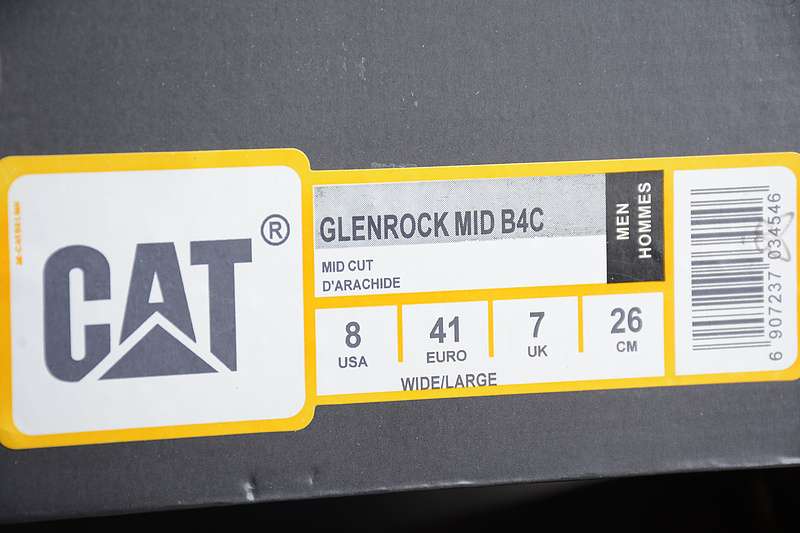 CAT®
GLENROCK MID B4C
MID CUT
D'ARACHIDE
MEN
HOMMES
8
USA
41
EURO
7
UK
26
CM
WIDE/LARGE
6 907237 034546